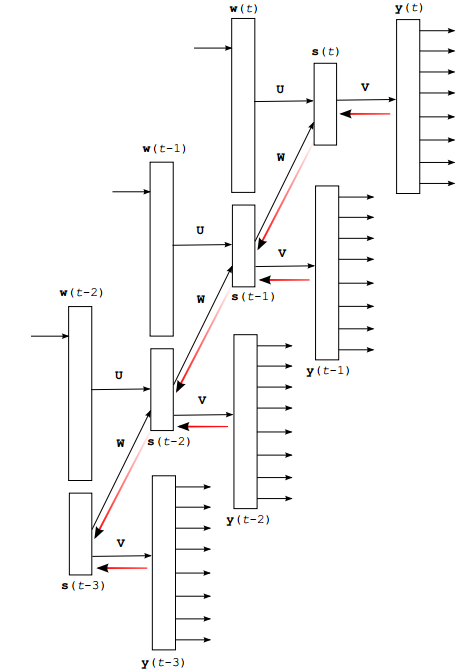 w(t)
y(t)
s(t)
U
V
w(t-1)
W
U
V
s(t-1)
w(t-2)
W
y(t-1)
U
V
s(t-2)
W
y(t-2)
V
s(t-3)
y(t-3)